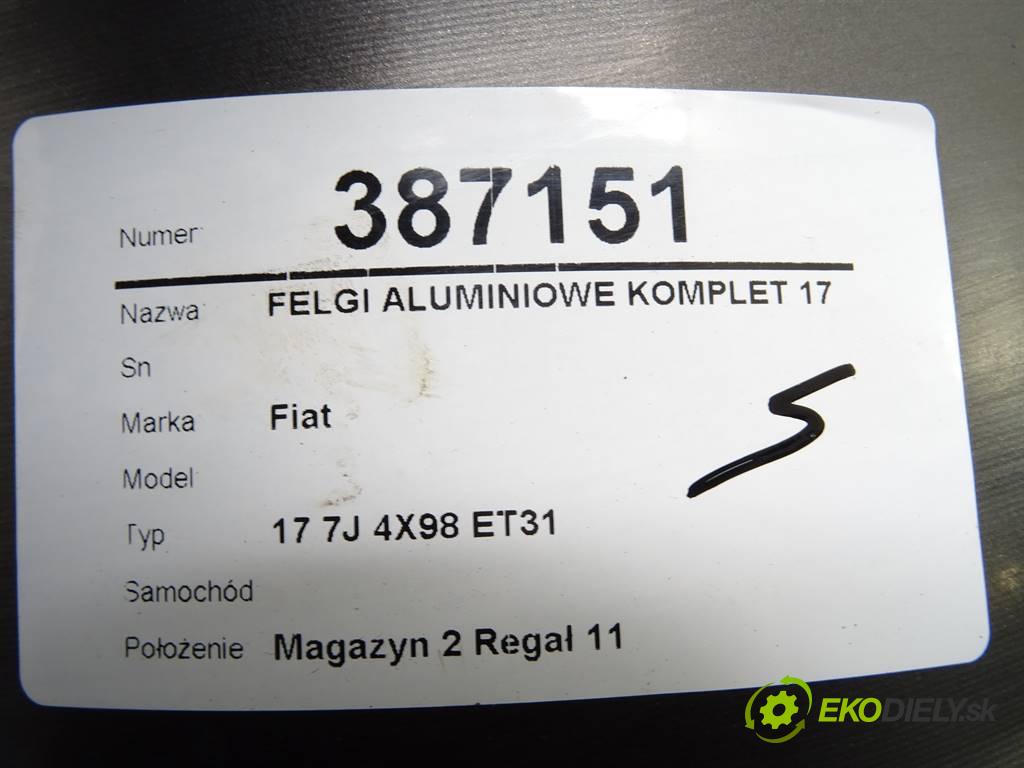 Numer 387151
Nazwa FELGI ALUMINIOWE KOMPLET 17
Sn
Marka Fiat
Model
Typ 17 7J 4X98 ET31
Samochód
Położenie Magazyn 2 Regał 11
S
EKODIELY.sk